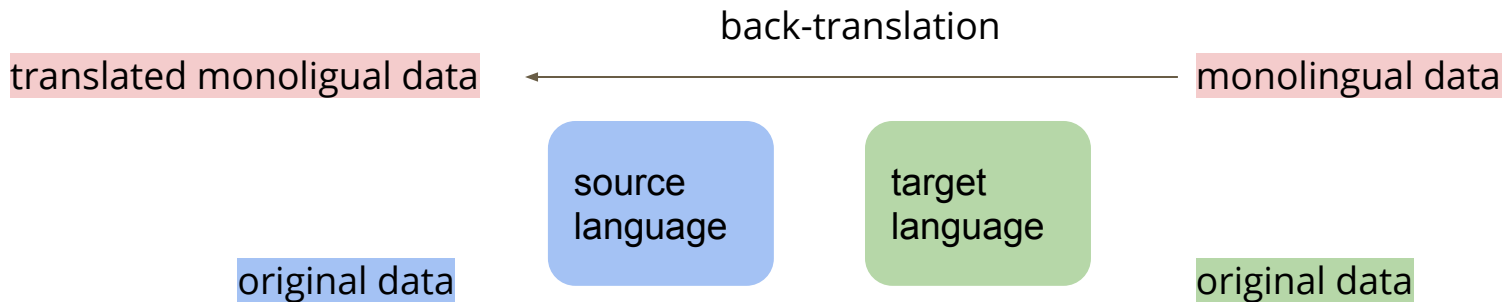 back-translation
translated monoligual data
monolingual data
source
language
target
language
original data
original data